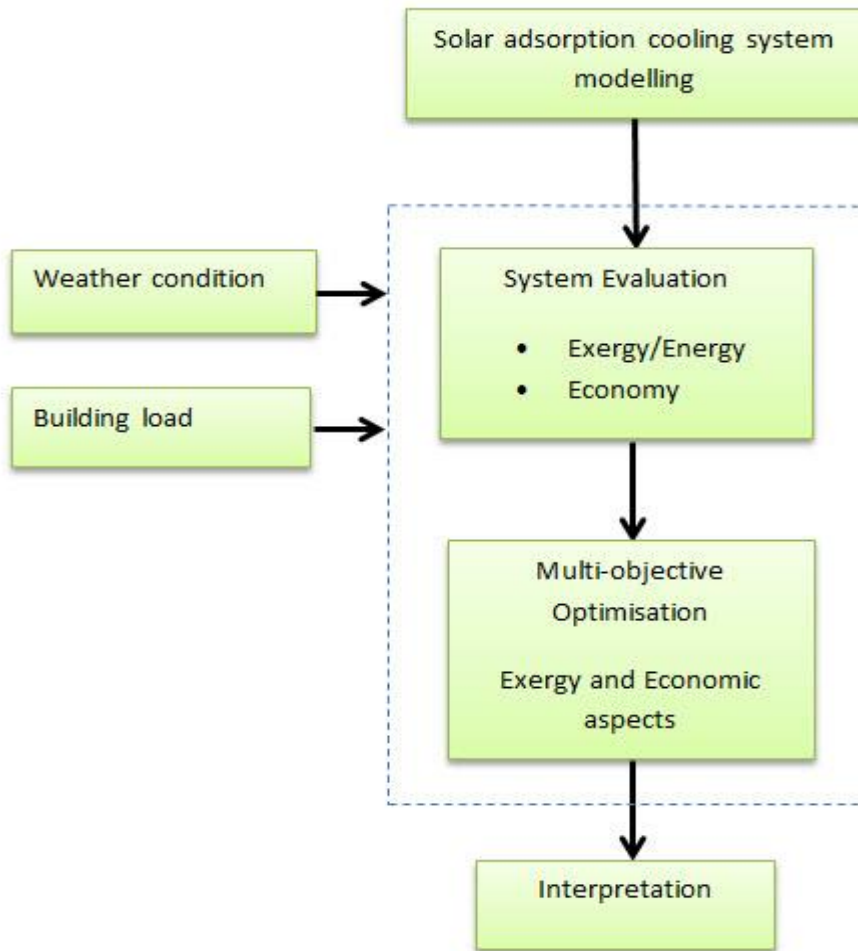 Solar adsorption cooling system
modelling
Weather condition
Building load
System Evaluation
• Exergy/Energy
• Economy
Multi-objective
Optimisation
Exergy and Economic
aspects
Interpretation